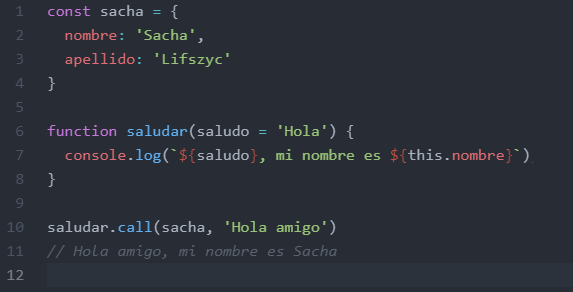 1 const sacha = {
2   nombre: 'Sacha',
3   apellido: 'Lifszyc'
4 }
5
6 function saludar(saludo = 'Hola') {
7   console.log(`${saludo}, mi nombre es ${this.nombre}`)
8 }
9
10 saludar.call(sacha, 'Hola amigo')
11 // Hola amigo, mi nombre es Sacha
12